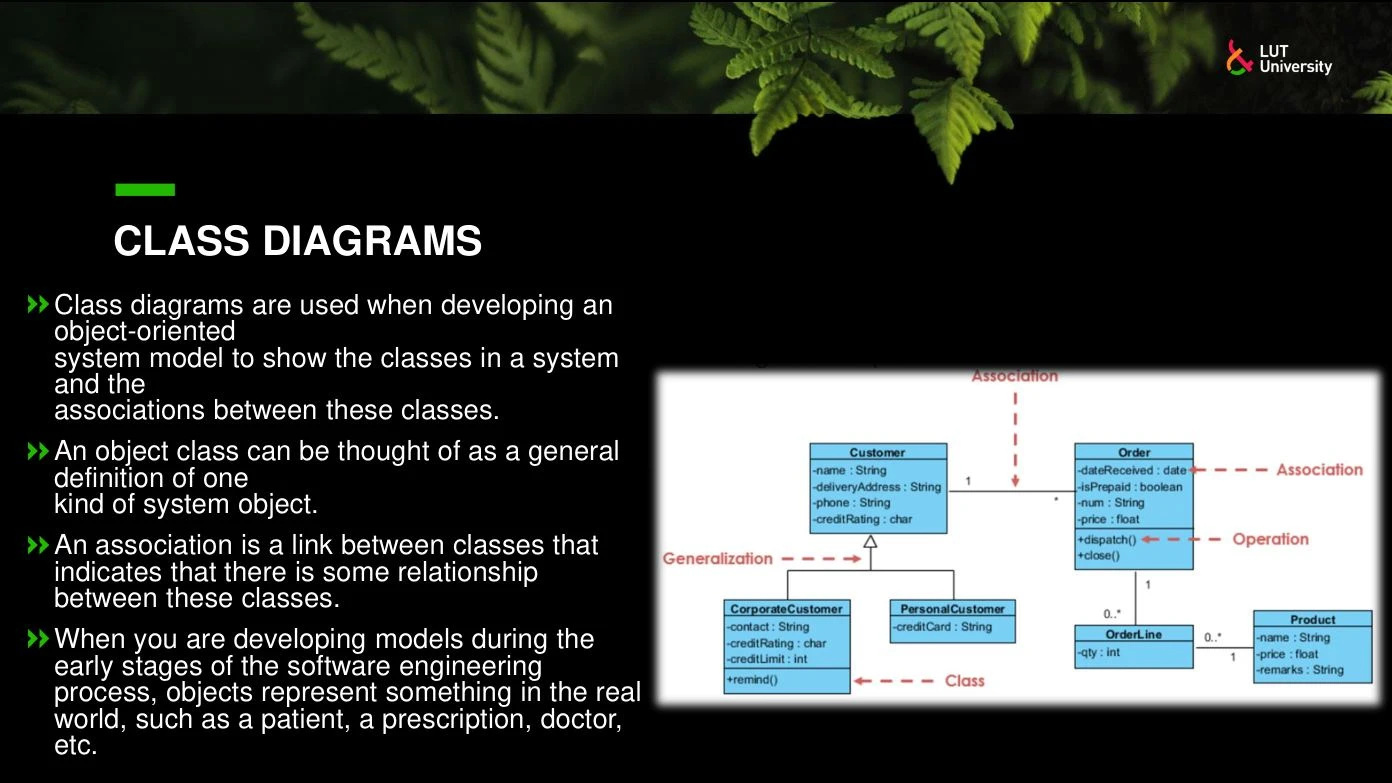 LUT
University
CLASS DIAGRAMS
Class diagrams are used when developing an
object-oriented
system model to show the classes in a system
and the
associations between these classes.
An object class can be thought of as a general
definition of one
kind of system object.
An association is a link between classes that
indicates that there is some relationship
between these classes.
When you are developing models during the
early stages of the software engineering
process, objects represent something in the real
world, such as a patient, a prescription, doctor,
etc.
Association
Customer
-name : String
-deliveryAddress : String
-phone : String
-creditRating : char
1
*
Order
-dateReceived : date
-isPrepaid : boolean
-num : String
-price : float
+dispatch()
+close()
Association
Operation
Generalization
CorporateCustomer
-contact : String
-creditRating : char
-creditLimit : int
+remind()
Class
PersonalCustomer
-creditCard : String
1
0..*
OrderLine
-qty : int
0..*
1
Product
-name : String
-price : float
-remarks : String